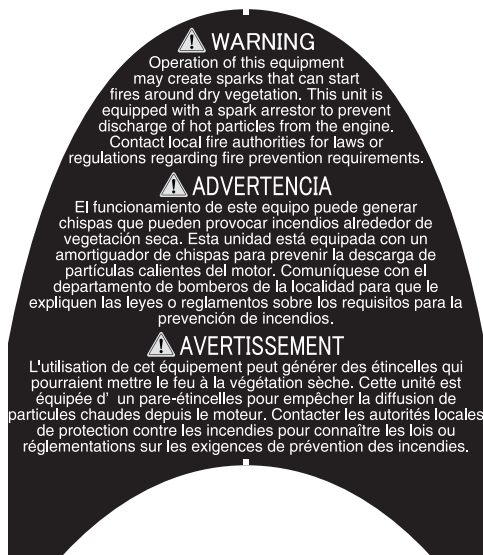 WARNING
Operation of this equipment
may create sparks that can start
fires around dry vegetation. This unit is
equipped with a spark arrestor to prevent
discharge of hot particles from the engine.
Contact local fire authorities for laws or
regulations regarding fire prevention requirements.
ADVERTENCIA
El funcionamiento de este equipo puede generar
chispas que pueden provocar incendios alrededor de
vegetación seca. Esta unidad está equipada con un
amortiguador de chispas para prevenir la descarga de
partículas calientes del motor. Comuníquese con el
departamento de bomberos de la localidad para que le
expliquen las leyes o reglamentos sobre los requisitos para la
prevención de incendios.
AVERTISSEMENT
L'utilisation de cet équipement peut générer des étincelles qui
pourraient mettre le feu à la végétation sèche. Cette unité est
équipée d' un pare-étincelles pour empêcher la diffusion de
particules chaudes depuis le moteur. Contacter les autorités locales
de protection contre les incendies pour connaître les lois ou
réglementations sur les exigences de prévention des incendies.